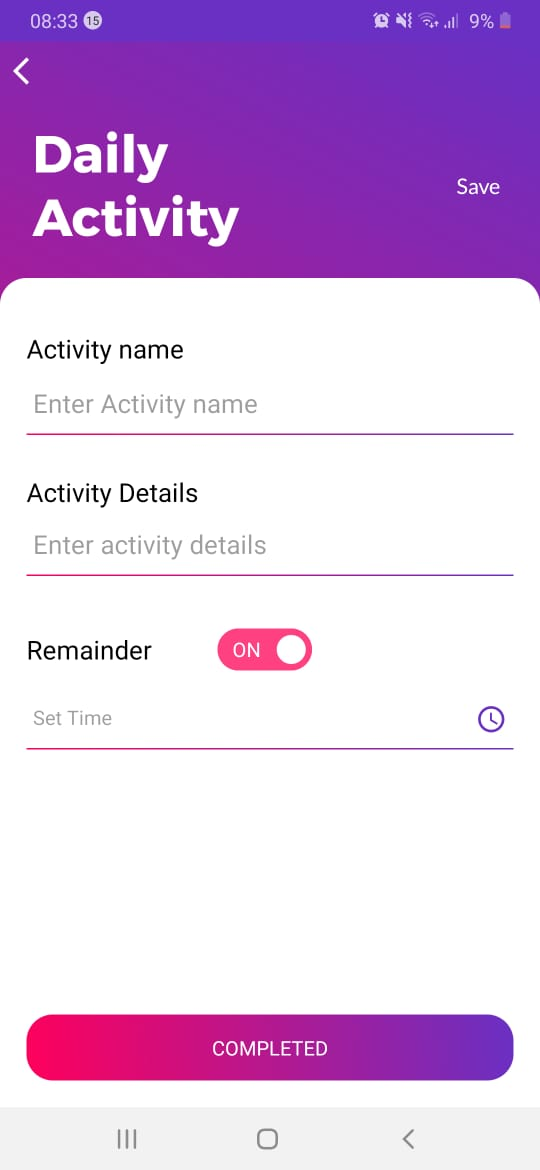 08:33 15 9%
Daily
Activity
Save
Activity name
Enter Activity name
Activity Details
Enter activity details
Remainder ON
Set Time
COMPLETED